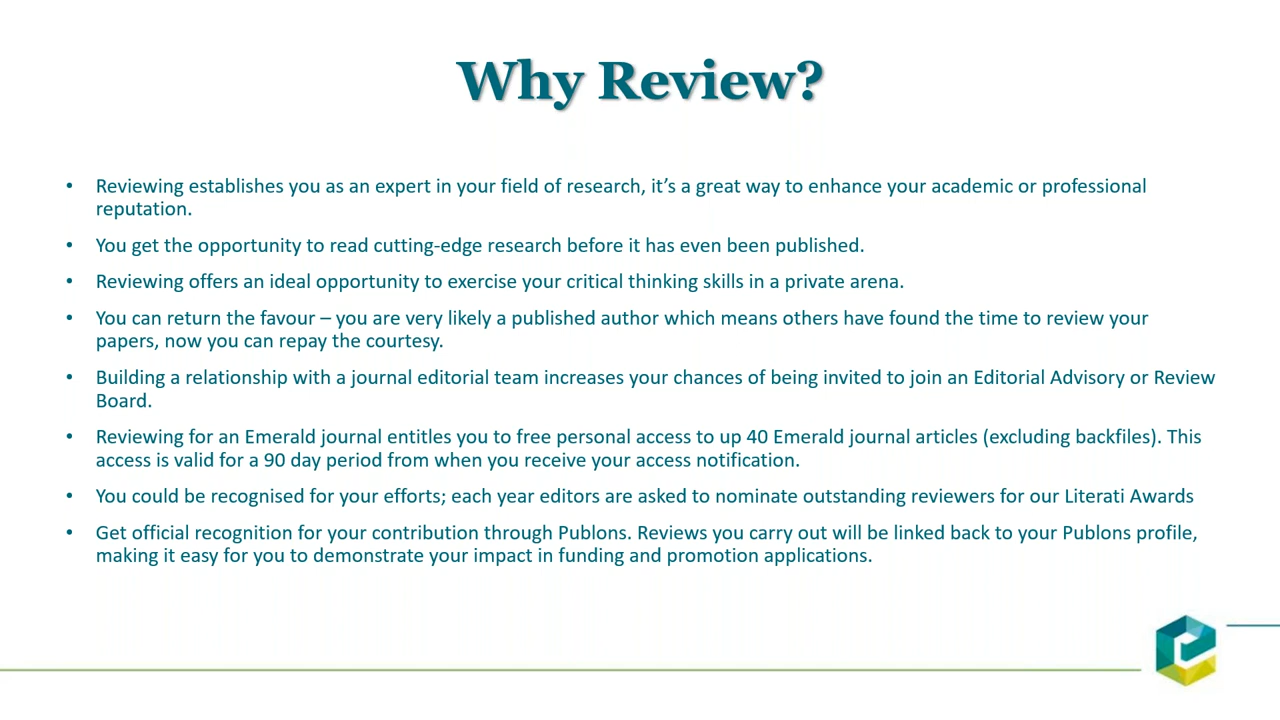 Why Review?
• Reviewing establishes you as an expert in your field of research, it’s a great way to enhance your academic or professional
reputation.
• You get the opportunity to read cutting-edge research before it has even been published.
• Reviewing offers an ideal opportunity to exercise your critical thinking skills in a private arena.
• You can return the favour – you are very likely a published author which means others have found the time to review your
papers, now you can repay the courtesy.
• Building a relationship with a journal editorial team increases your chances of being invited to join an Editorial Advisory or Review
Board.
• Reviewing for an Emerald journal entitles you to free personal access to up 40 Emerald journal articles (excluding backfiles). This
access is valid for a 90 day period from when you receive your access notification.
• You could be recognised for your efforts; each year editors are asked to nominate outstanding reviewers for our Literati Awards
• Get official recognition for your contribution through Publons. Reviews you carry out will be linked back to your Publons profile,
making it easy for you to demonstrate your impact in funding and promotion applications.